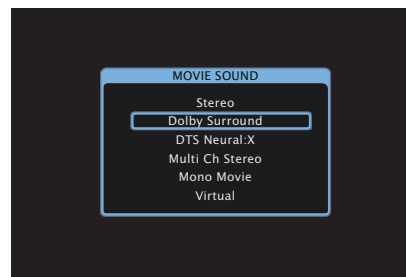 MOVIE SOUND
Stereo
Dolby Surround
DTS Neural:X
Multi Ch Stereo
Mono Movie
Virtual